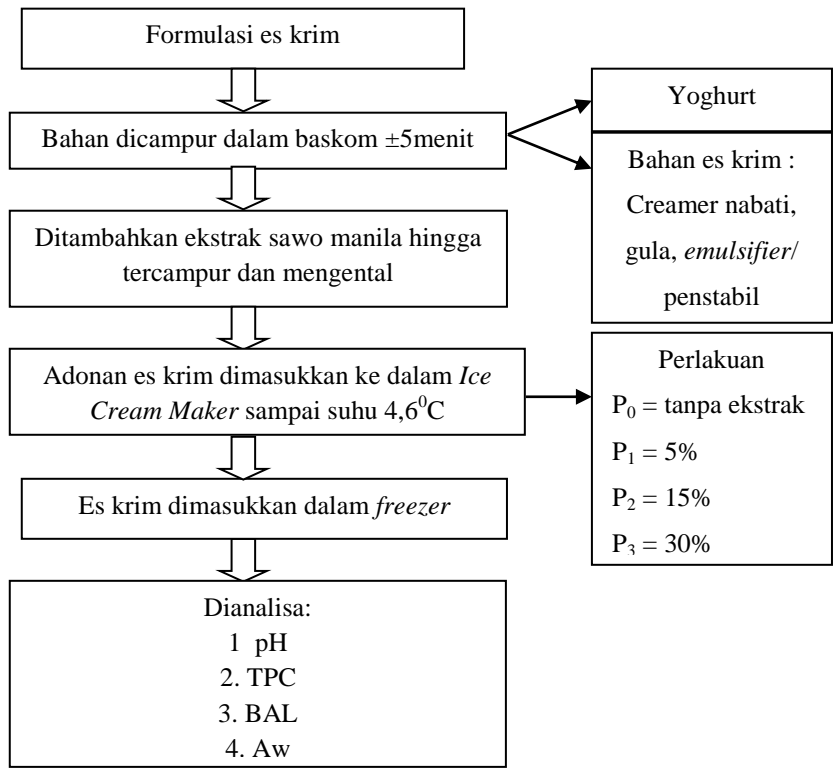 Formulasi es krim
Bahan dicampur dalam baskom ±5menit
Yoghurt
Bahan es krim :
Creamer nabati,
gula, emulsifier/
penstabil
Ditambahkan ekstrak sawo manila hingga
tercampur dan mengental
Adonan es krim dimasukkan ke dalam Ice
Cream Maker sampai suhu 4,6⁰C
Perlakuan
P₀ = tanpa ekstrak
P₁ = 5%
P₂ = 15%
P₃ = 30%
Es krim dimasukkan dalam freezer
Dianalisa:
1 pH
2. TPC
3. BAL
4. Aw